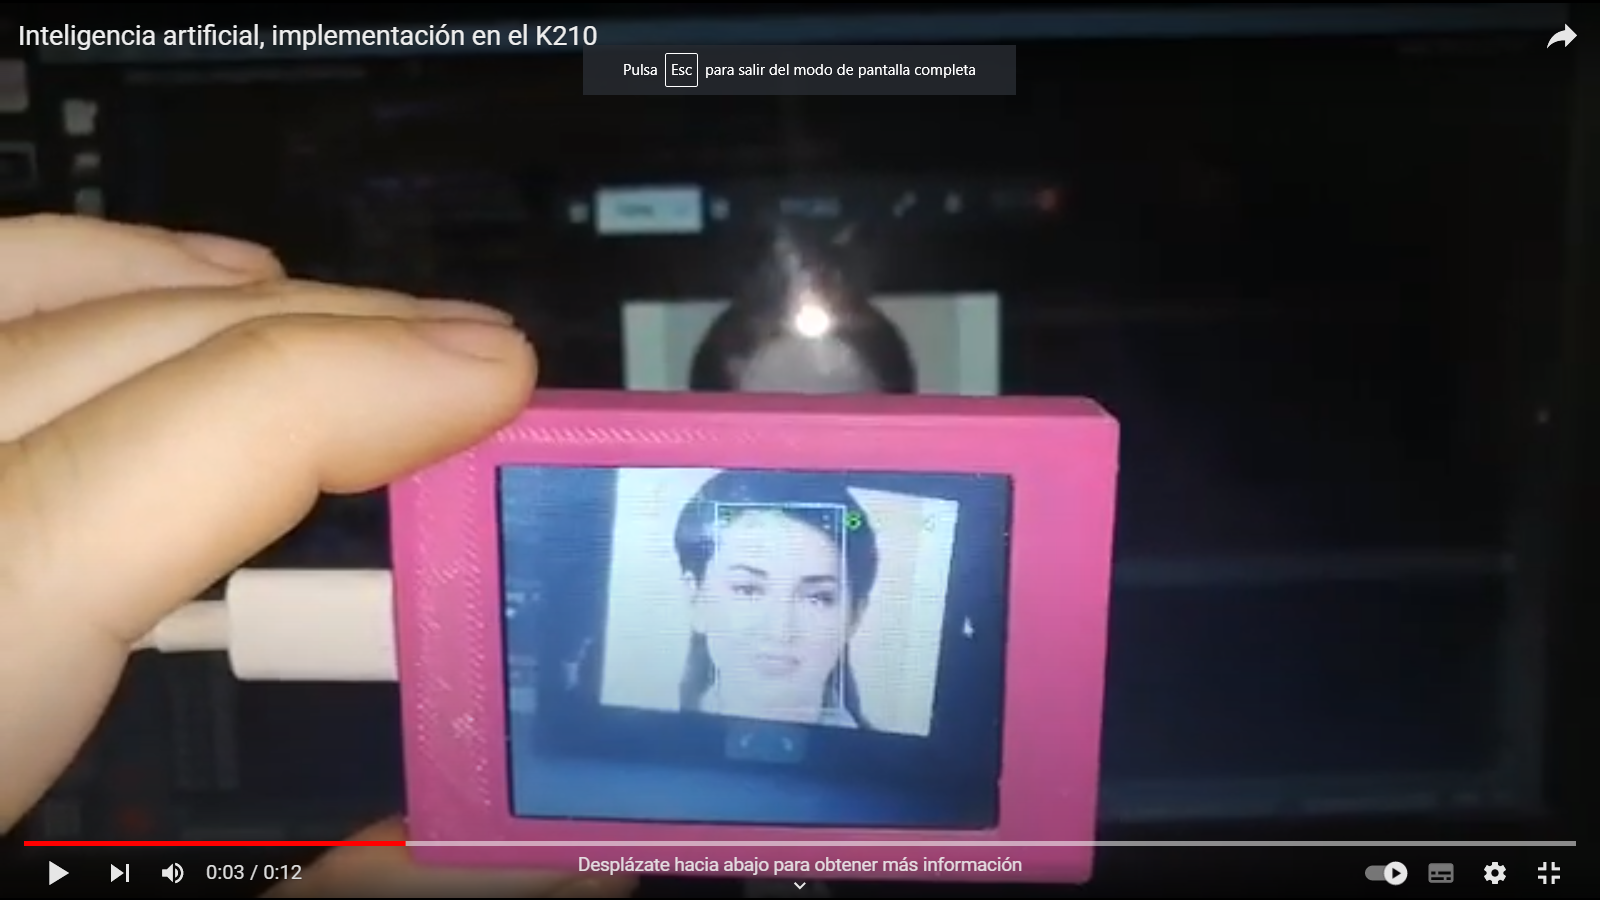 Inteligencia artificial, implementación en el K210
Pulsa Esc para salir del modo de pantalla completa
0:03 / 0:12
Desplázate hacia abajo para obtener más información